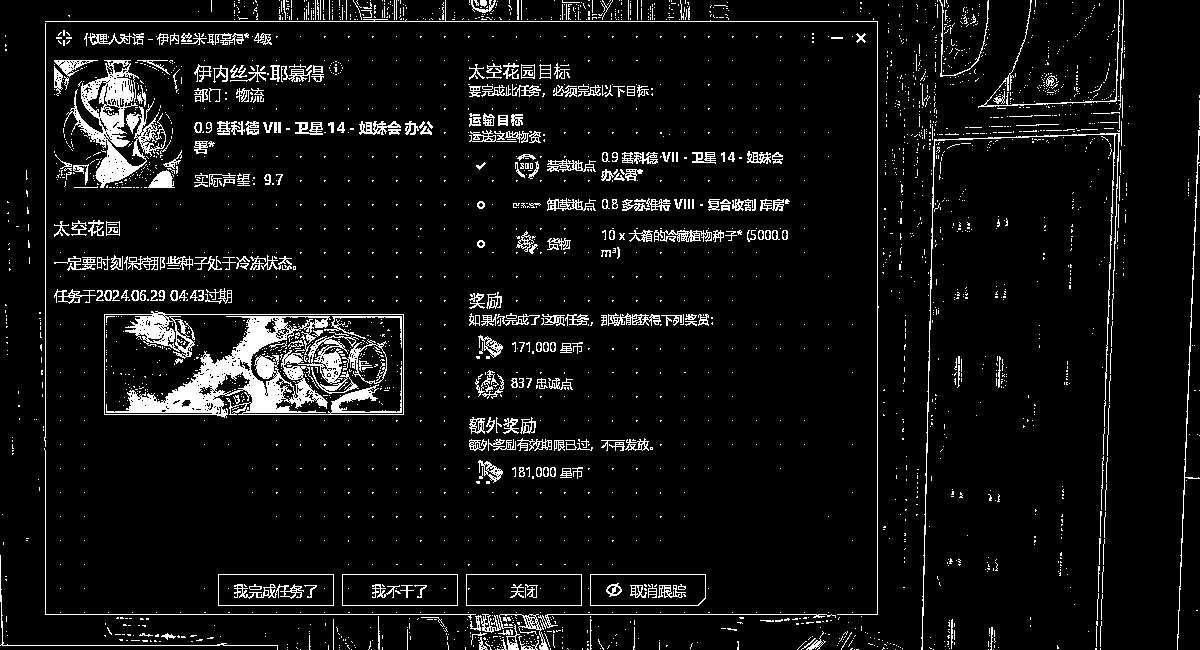 代理人对话 - 伊内丝米·耶慕得* 4级
伊内丝米·耶慕得
部门：物流
0.9 基科德 VII - 卫星 14 - 姐妹会 办公
署*
实际声望：9.7
太空花园
一定要时刻保持那些种子处于冷冻状态。
任务于2024.06.29 04:43过期
太空花园目标
要完成此任务，必须完成以下目标：
运输目标
运送这些物资：
装载地点 0.9 基科德 VII - 卫星 14 - 姐妹会
办公署*
卸载地点 0.8 多苏维特 VIII - 复合收割 库房*
货物 10 x 大箱的冷藏植物种子* (5000.0
m³)
奖励
如果你完成了这项任务，那就能获得下列奖赏：
171,000 星币
837 忠诚点
额外奖励
额外奖励有效期限已过，不再发放。
181,000 星币
我完成任务了
我不干了
关闭
取消跟踪